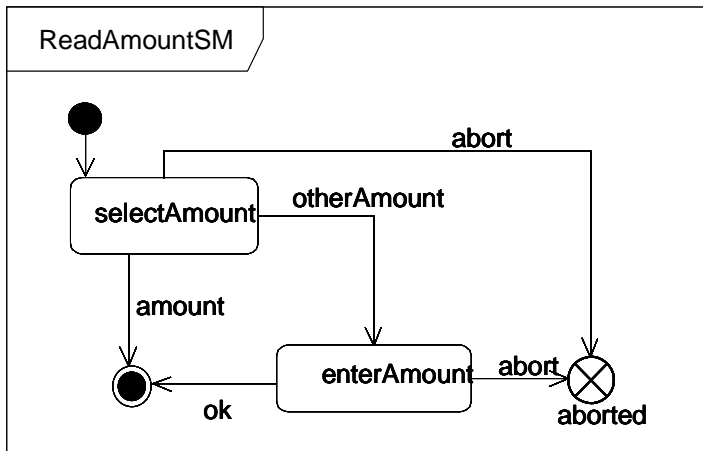 ReadAmountSM
abort
otherAmount
selectAmount
amount
enterAmount
abort
ok
aborted